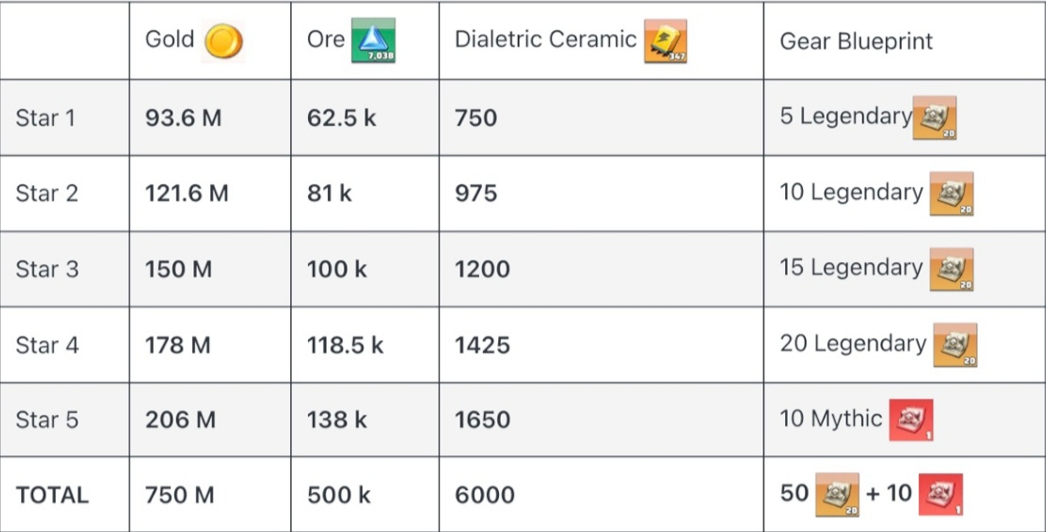 Gold Ore 7,038 Dialetric Ceramic 347 Gear Blueprint
Star 1 93.6 M 62.5 k 750 5 Legendary 20
Star 2 121.6 M 81 k 975 10 Legendary 20
Star 3 150 M 100 k 1200 15 Legendary 20
Star 4 178 M 118.5 k 1425 20 Legendary 20
Star 5 206 M 138 k 1650 10 Mythic 1
TOTAL 750 M 500 k 6000 50 20 + 10 1